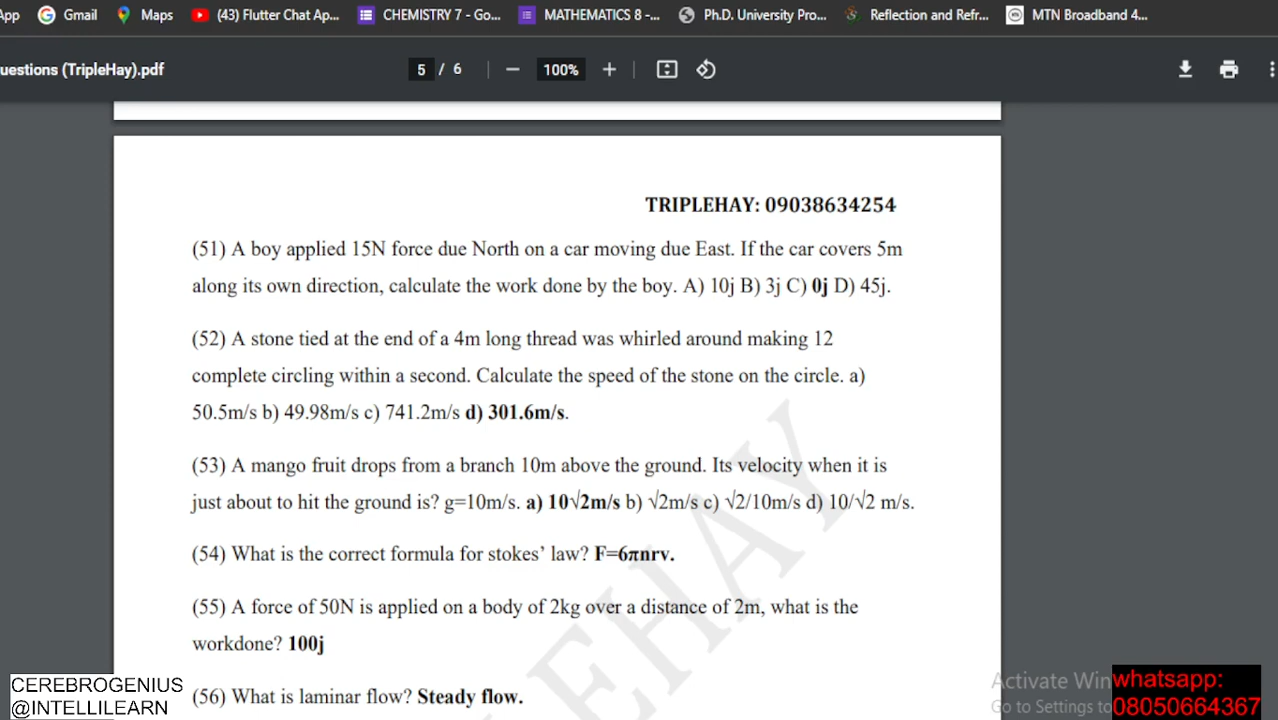 App Gmail Maps (43) Flutter Chat Ap... CHEMISTRY 7 - Go... MATHEMATICS 8 -... Ph.D. University Pro... Reflection and Refr... MTN Broadband 4...
uestions (TripleHay).pdf 5 / 6 100%
TRIPLEHAY: 09038634254
(51) A boy applied 15N force due North on a car moving due East. If the car covers 5m
along its own direction, calculate the work done by the boy. A) 10j B) 3j C) 0j D) 45j.
(52) A stone tied at the end of a 4m long thread was whirled around making 12
complete circling within a second. Calculate the speed of the stone on the circle. a)
50.5m/s b) 49.98m/s c) 741.2m/s d) 301.6m/s.
(53) A mango fruit drops from a branch 10m above the ground. Its velocity when it is
just about to hit the ground is? g=10m/s. a) 10√2m/s b) √2m/s c) √2/10m/s d) 10/√2 m/s.
(54) What is the correct formula for stokes’ law? F=6πnrv.
(55) A force of 50N is applied on a body of 2kg over a distance of 2m, what is the
workdone? 100j
(56) What is laminar flow? Steady flow.
LEHAY
CEREBROGENIUS
@INTELLILEARN
Activate Win
Go to Settings to
whatsapp:
08050664367